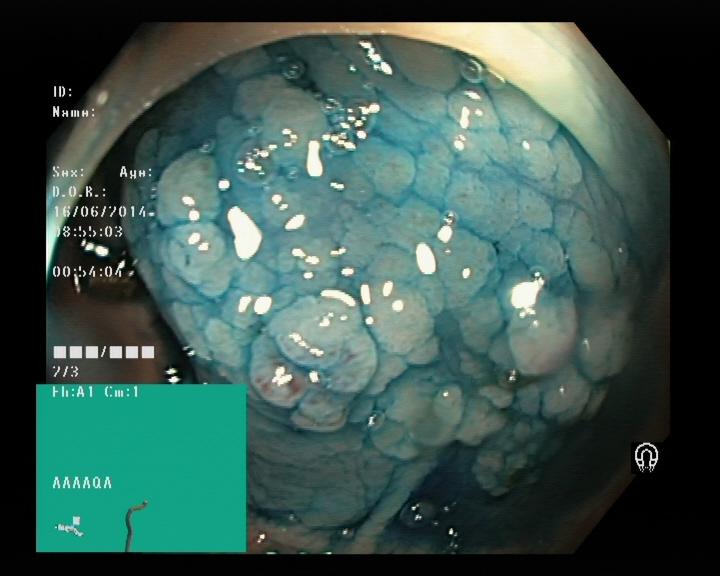 ID:
Name:
Sex: Age:
D.O.R.:
16/06/2014
08:55:03
00:54:04
■■■/■■■
2/3
Eh:A1 Cm:1
AAAAQA